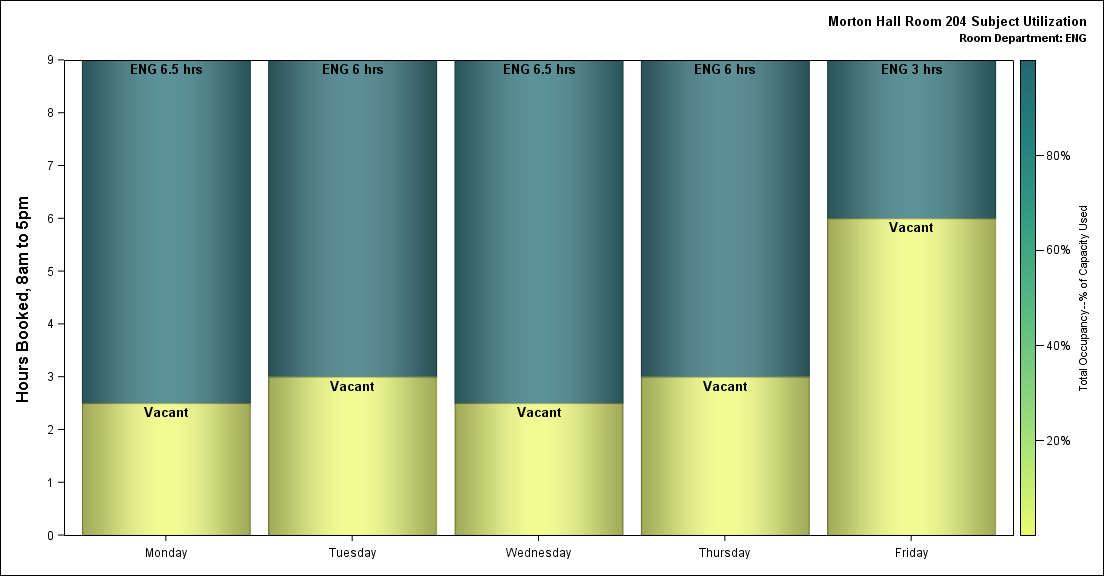 Morton Hall Room 204 Subject Utilization
Room Department: ENG
Hours Booked, 8am to 5pm
9
8
7
6
5
4
3
2
1
0
ENG 6.5 hrs
Vacant
ENG 6 hrs
Vacant
ENG 6.5 hrs
Vacant
ENG 6 hrs
Vacant
ENG 3 hrs
Vacant
Monday
Tuesday
Wednesday
Thursday
Friday
80%
60%
40%
20%
Total Occupancy--% of Capacity Used